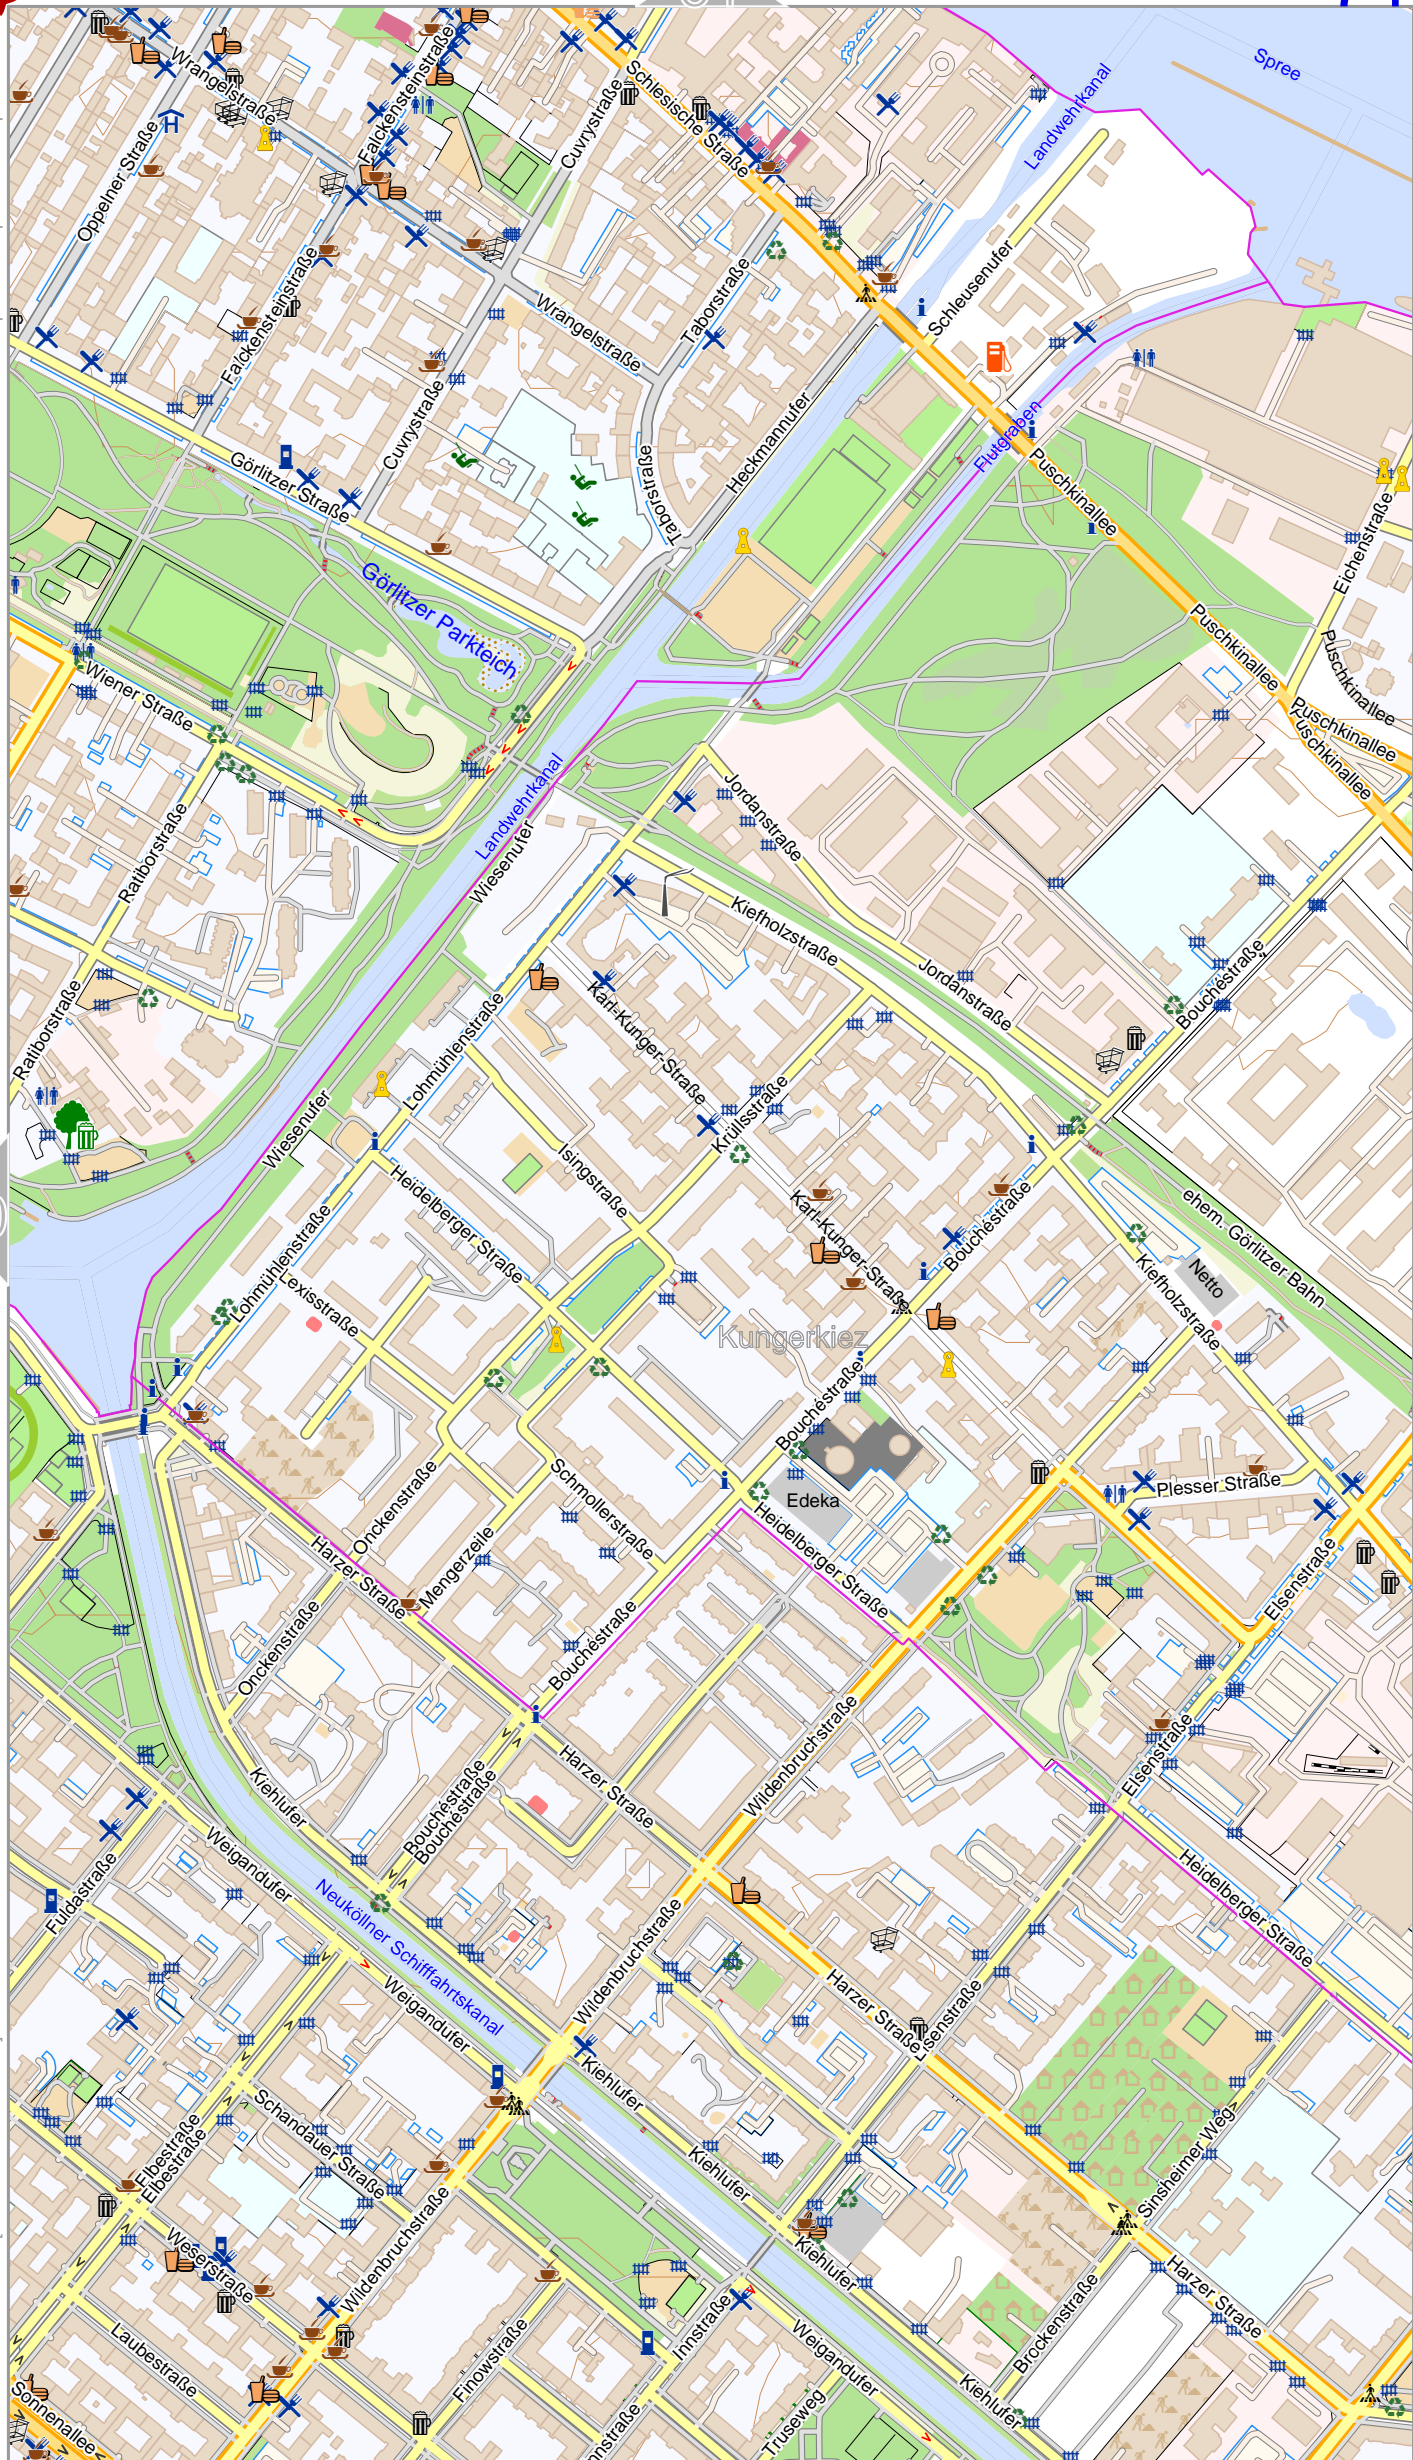 Spree
Wrangelstraße
Falckensteinstraße
Schlesische Straße
Cuvrystraße
Landwehrkanal
Oppelner Straße
Falckensteinstraße
Wrangelstraße
Taborstraße
Schleusenufer
Cuvrystraße
Görlitzer Straße
Taborstraße
Heckmannufer
Flutgraben
Puschkinallee
Eichenstraße
Görlitzer Parkteich
Puschkinallee
Puschkinallee
Puschkinallee
Puschkinallee
Wiener Straße
Landwehrkanal
Wiesenufer
Jordanstraße
Ratiborstraße
Kiefholzstraße
Jordanstraße
Bouchéstraße
Ratiborstraße
Karl-Kunger-Straße
Lohmühlenstraße
Krüllsstraße
Wiesenufer
Isingstraße
Heidelberger Straße
Karl-Kunger-Straße
Bouchéstraße
ehem. Görlitzer Bahn
Lohmühlenstraße
Lexisstraße
Kiefholzstraße
Netto
Kungerkiez
Bouchéstraße
Plesser Straße
Edeka
Onckenstraße
Schmollerstraße
Heidelberger Straße
Harzer Straße
Mengerzeile
Elsenstraße
Onckenstraße
Bouchéstraße
Wildenbruchstraße
Elsenstraße
Kiehlufer
Harzer Straße
Bouchéstraße
Bouchéstraße
Weigandufer
Fuldastraße
Neuköllner Schiffahrtskanal
Heidelberger Straße
Wildenbruchstraße
Weigandufer
Harzer Straße
Elsenstraße
Kiehlufer
Schandauer Straße
Elbestraße
Elbestraße
Kiehlufer
Sinsheimer Weg
Wildenbruchstraße
Weserstraße
Kiehlufer
Harzer Straße
Brockenstraße
Laubestraße
Finowstraße
Innstraße
Weigandufer
Kiehlufer
Sonnenallee
Truseweg